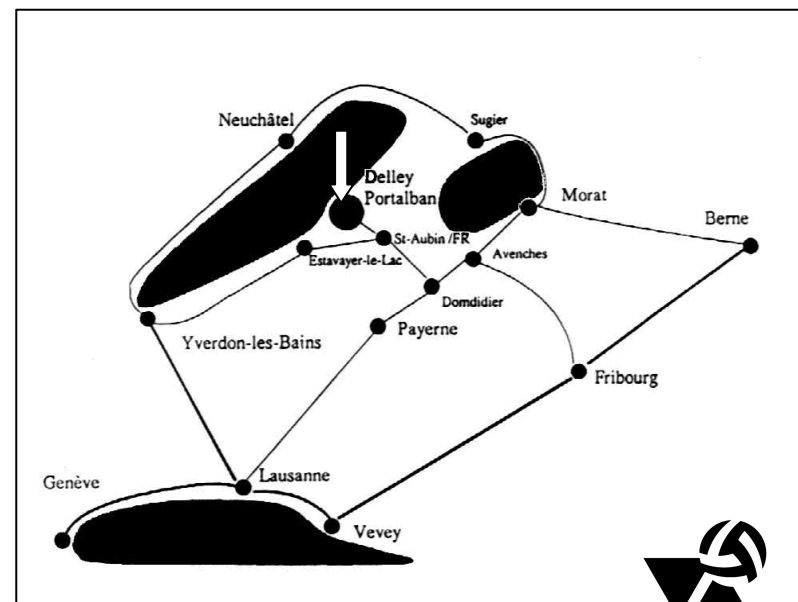 Neuchâtel
Sugier
Delley
Portalban
Morat
Berne
St-Aubin /FR
Estavayer-le-Lac
Avenches
Domdidier
Payerne
Yverdon-les-Bains
Fribourg
Lausanne
Genève
Vevey